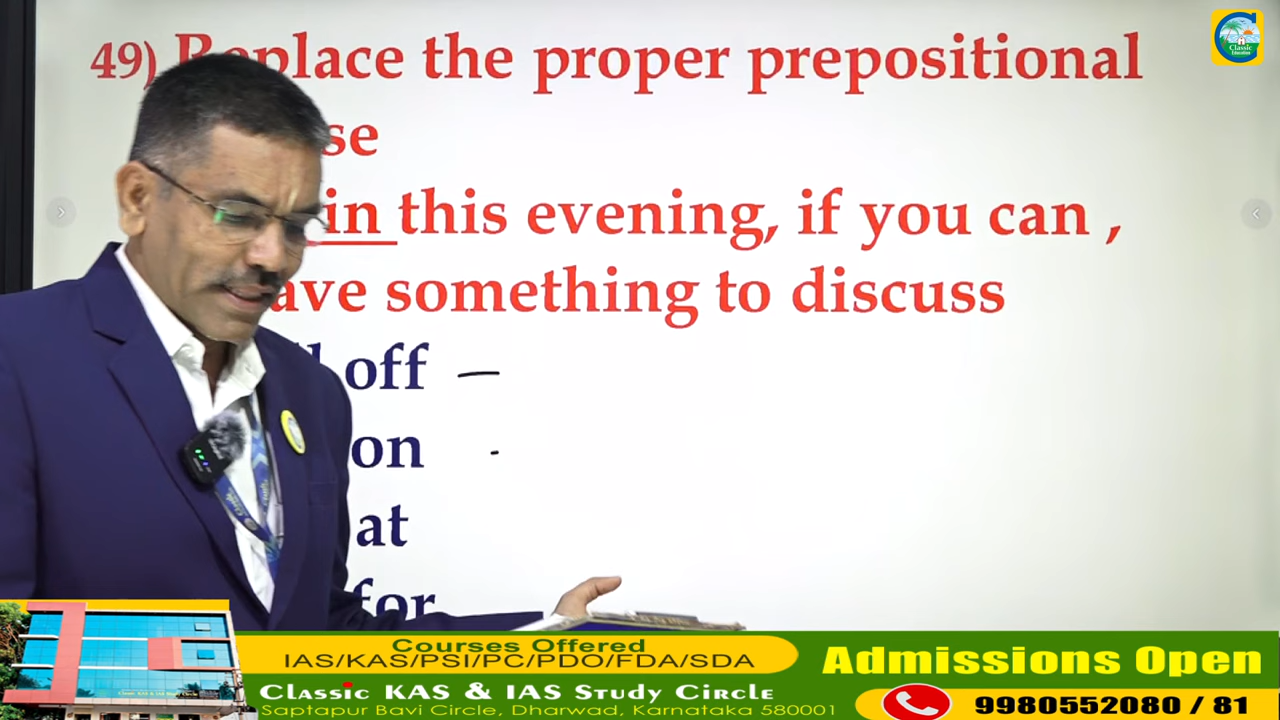 49) Replace the proper prepositional
in this evening, if you can ,
something to discuss
off
on
at
for
Classic
Education
Courses Offered
IAS/KAS/PSI/PC/PDO/FDA/SDA
Classic KAS & IAS Study Circle
Saptapur Bavi Circle, Dharwad, Karnataka 580001
Admissions Open
9980552080 / 81